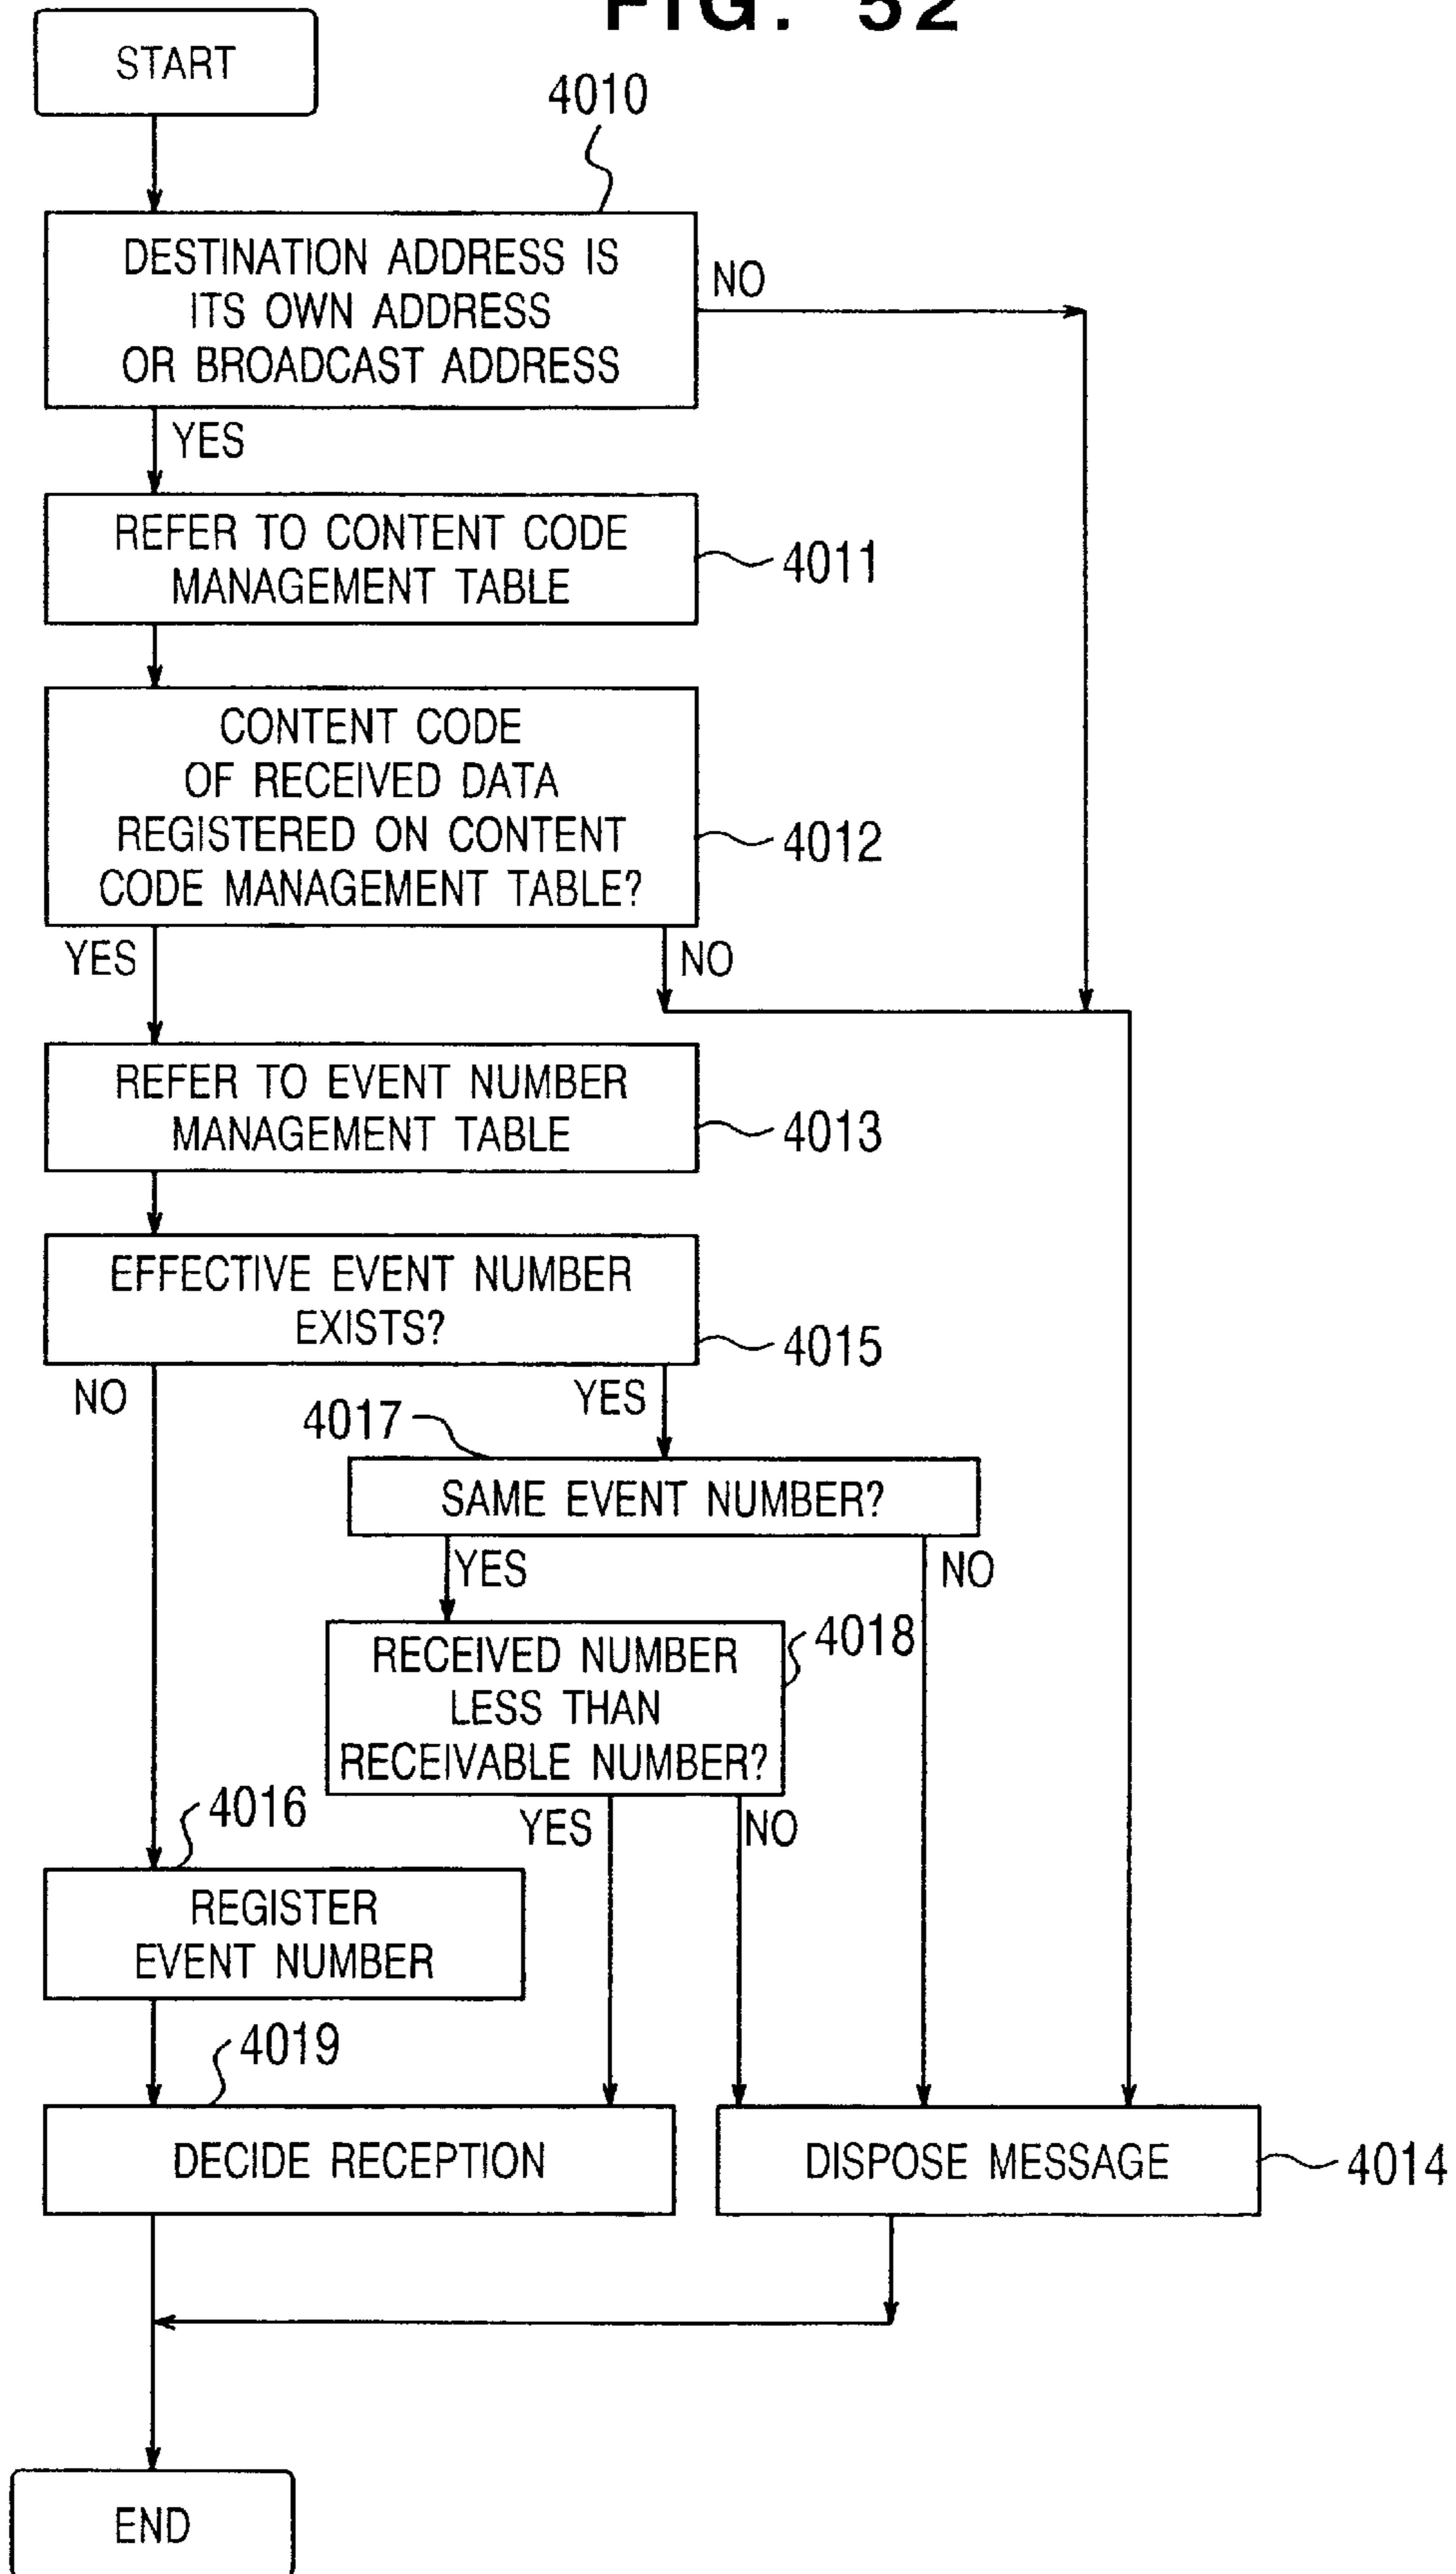 FIG. 52
START
4010
DESTINATION ADDRESS IS
ITS OWN ADDRESS
OR BROADCAST ADDRESS
NO
YES
REFER TO CONTENT CODE
MANAGEMENT TABLE
4011
CONTENT CODE
OF RECEIVED DATA
REGISTERED ON CONTENT
CODE MANAGEMENT TABLE?
4012
YES
NO
REFER TO EVENT NUMBER
MANAGEMENT TABLE
4013
EFFECTIVE EVENT NUMBER
EXISTS?
4015
NO
YES
4017
SAME EVENT NUMBER?
YES
NO
RECEIVED NUMBER
LESS THAN
RECEIVABLE NUMBER?
4018
YES
NO
4016
REGISTER
EVENT NUMBER
4019
DECIDE RECEPTION
DISPOSE MESSAGE
4014
END